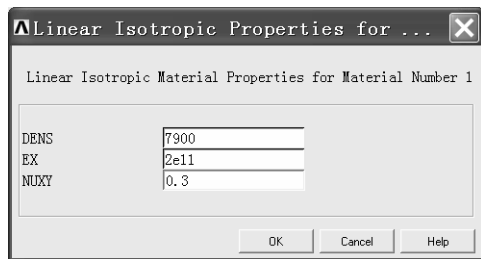 Linear Isotropic Properties for ...
Linear Isotropic Material Properties for Material Number 1
DENS 7900
EX 2e11
NUXY 0.3
OK Cancel Help